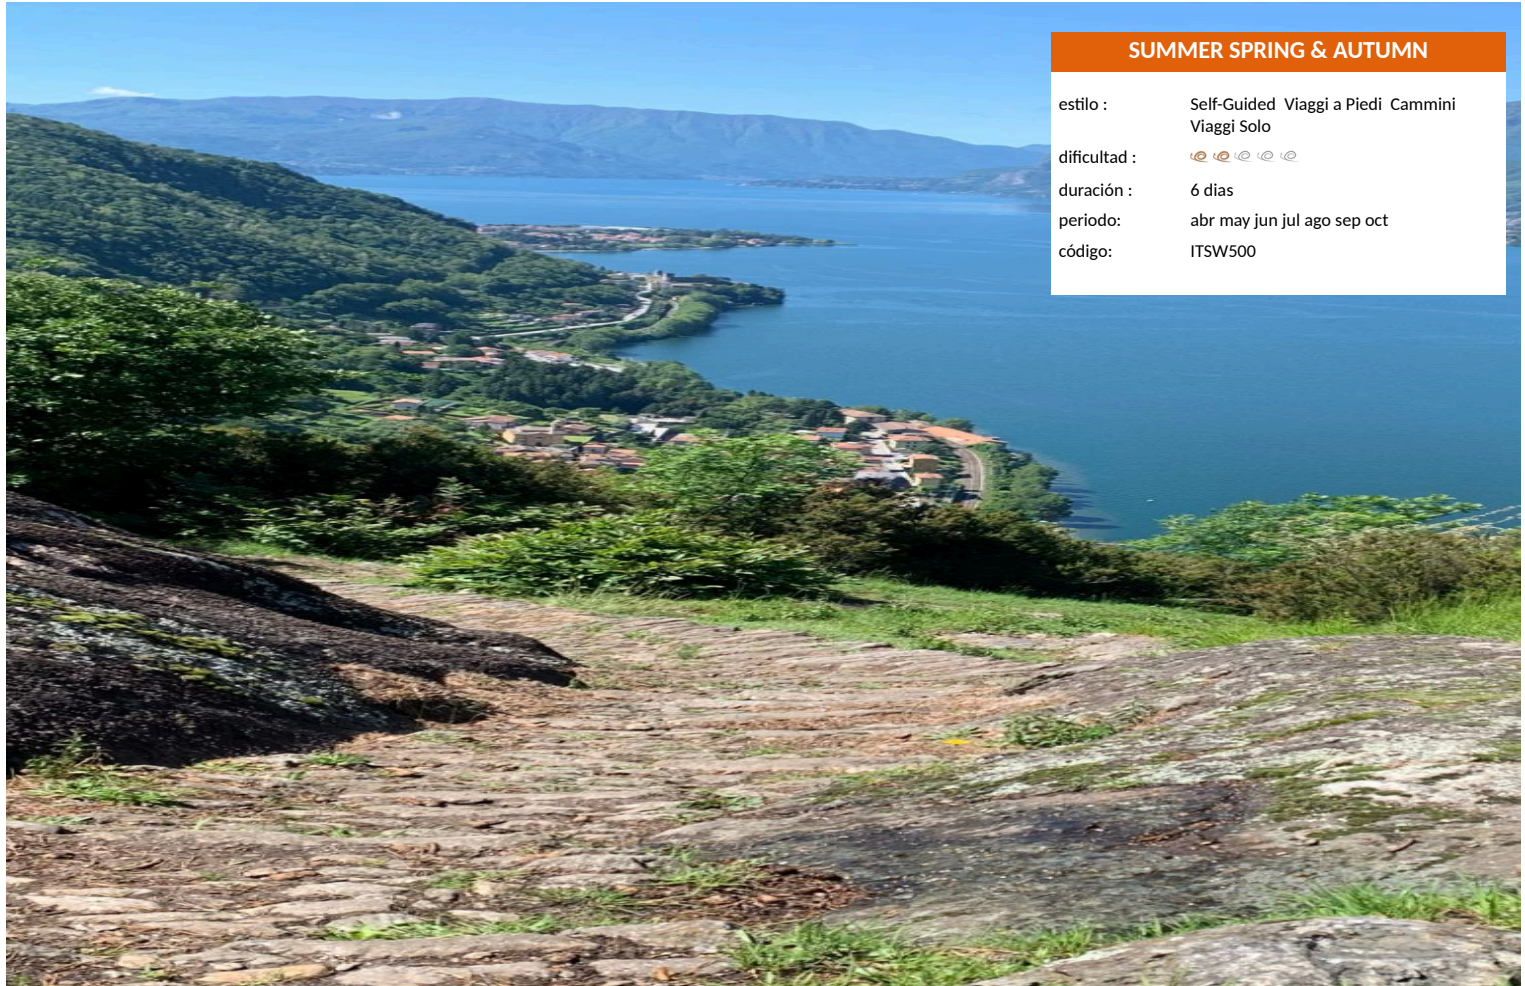 SUMMER SPRING & AUTUMN
estilo : Self-Guided Viaggi a Piedi Cammini
Viaggi Solo
dificultad :
duración : 6 dias
periodo: abr may jun jul ago sep oct
código: ITSW500